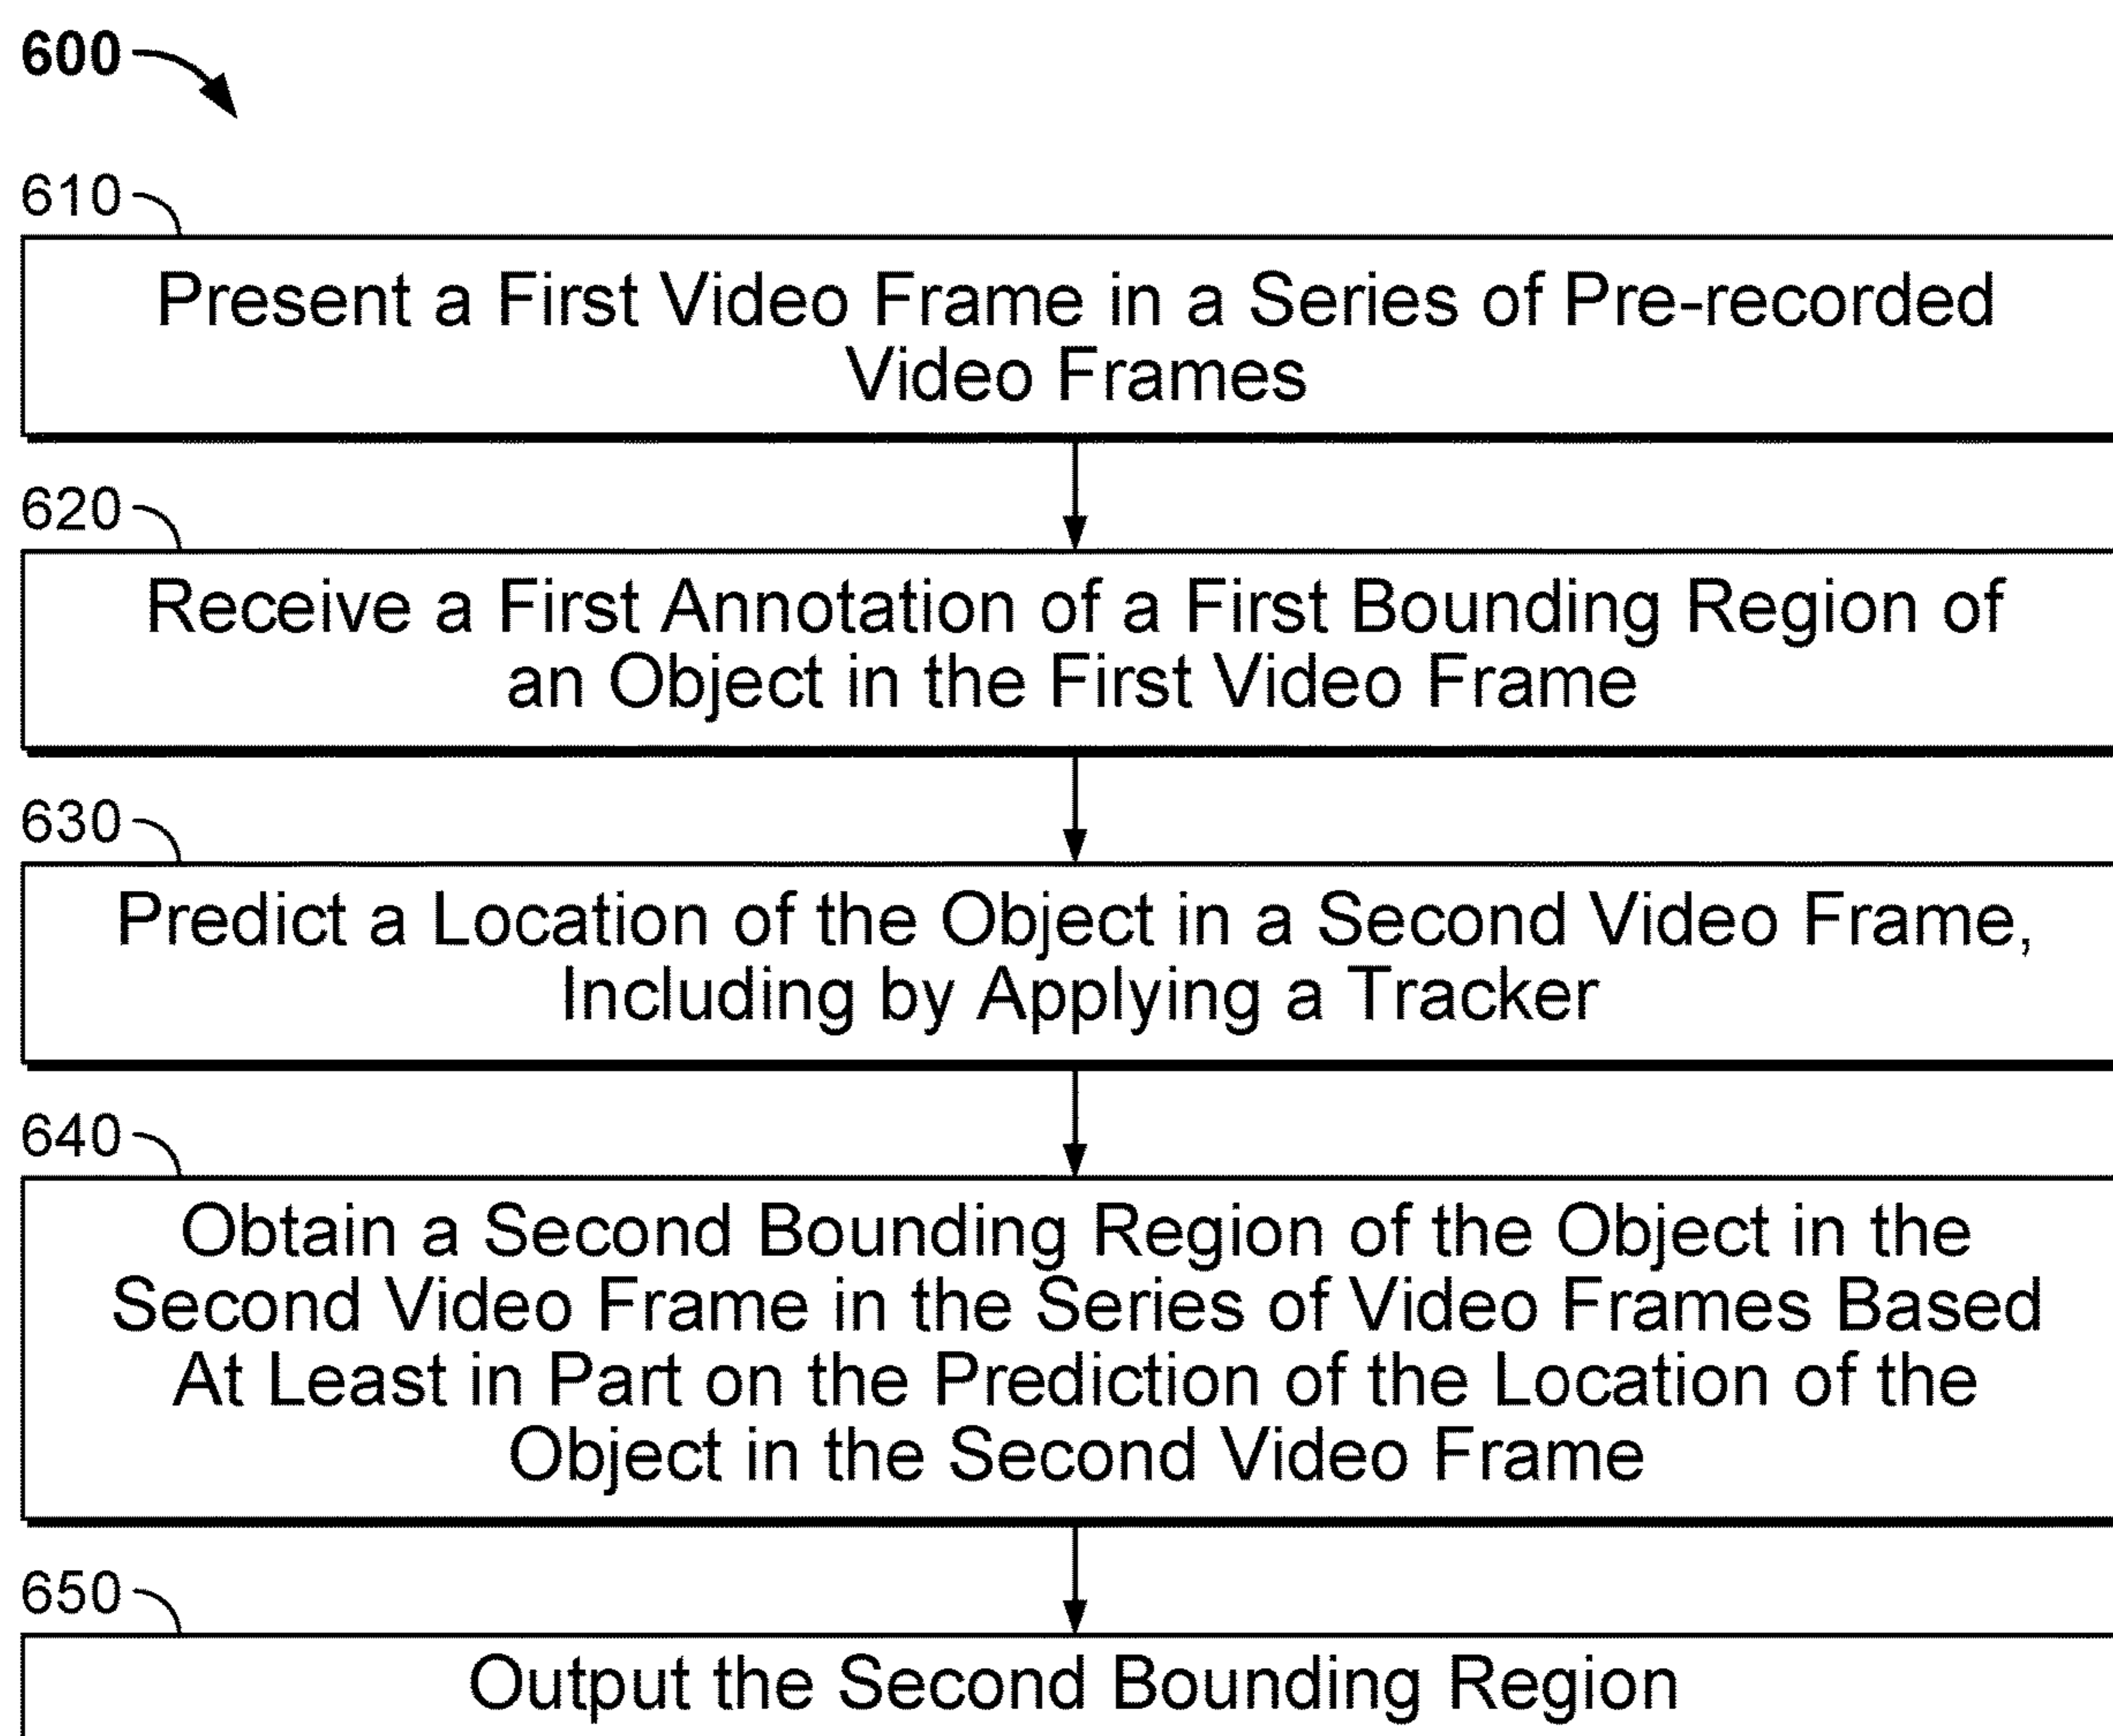 600
610
Present a First Video Frame in a Series of Pre-recorded
Video Frames
620
Receive a First Annotation of a First Bounding Region of
an Object in the First Video Frame
630
Predict a Location of the Object in a Second Video Frame,
Including by Applying a Tracker
640
Obtain a Second Bounding Region of the Object in the
Second Video Frame in the Series of Video Frames Based
At Least in Part on the Prediction of the Location of the
Object in the Second Video Frame
650
Output the Second Bounding Region